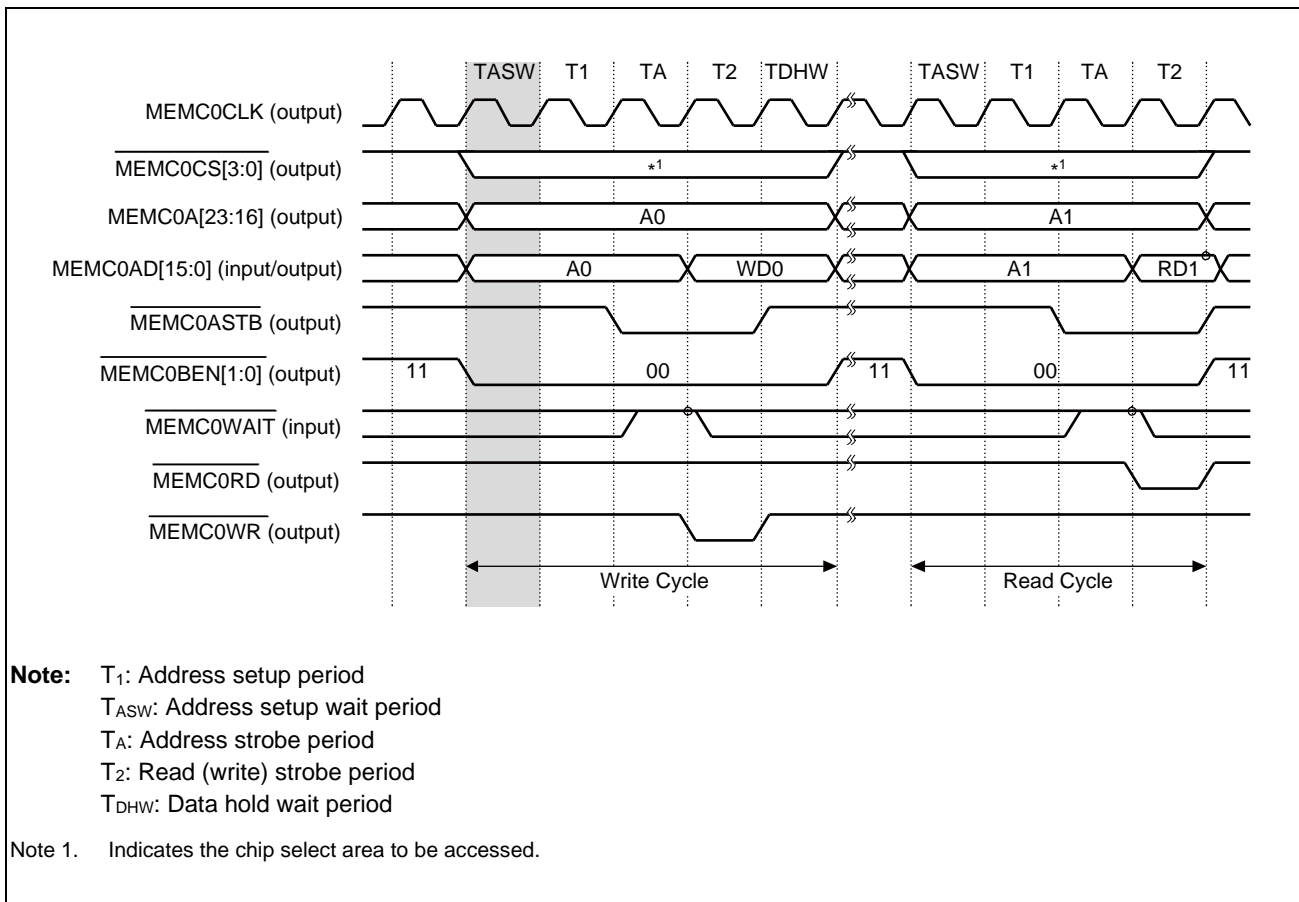 TASW T1 TA T2 TDHW TASW T1 TA T2
MEMC0CLK (output)
MEMC0CS[3:0] (output) *1 *1
MEMC0A[23:16] (output) A0 A1
MEMC0AD[15:0] (input/output) A0 WD0 A1 RD1
MEMC0ASTB (output)
MEMC0BEN[1:0] (output) 11 00 11 00 11
MEMC0WAIT (input)
MEMC0RD (output)
MEMC0WR (output)
Write Cycle Read Cycle
Note: T1: Address setup period
TASW: Address setup wait period
TA: Address strobe period
T2: Read (write) strobe period
TDHW: Data hold wait period
Note 1. Indicates the chip select area to be accessed.